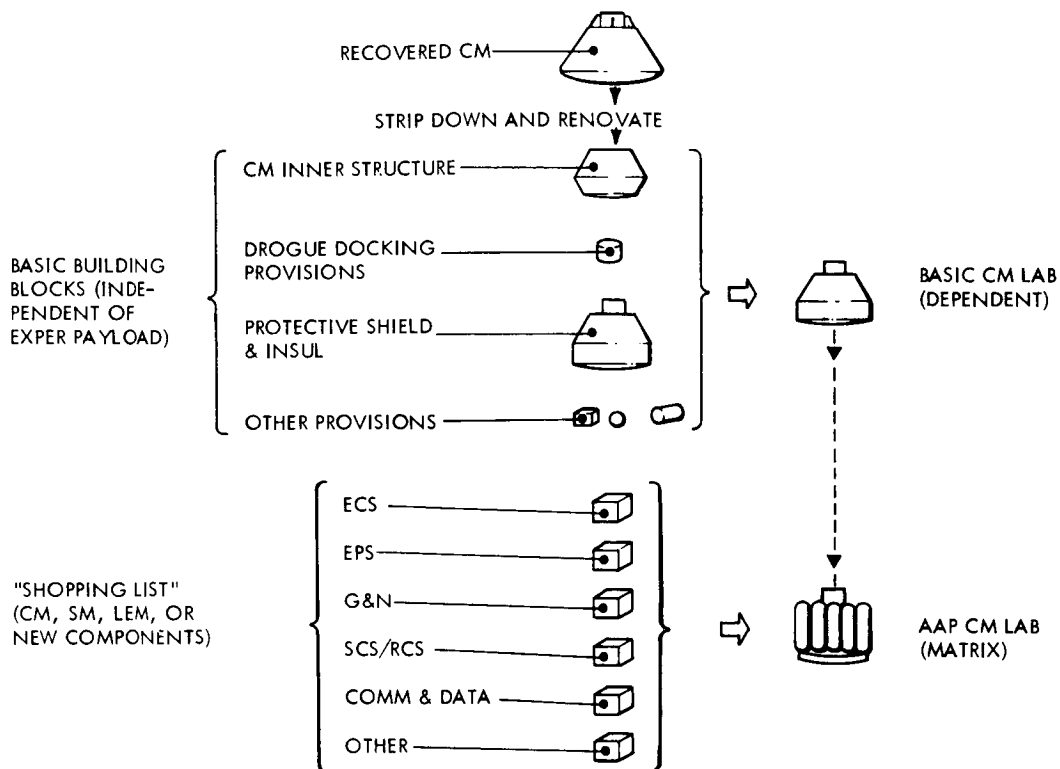 RECOVERED CM
STRIP DOWN AND RENOVATE
BASIC BUILDING
BLOCKS (INDE-
PENDENT OF
EXPER PAYLOAD)
CM INNER STRUCTURE
DROGUE DOCKING
PROVISIONS
PROTECTIVE SHIELD
& INSUL
OTHER PROVISIONS
BASIC CM LAB
(DEPENDENT)
"SHOPPING LIST"
(CM, SM, LEM, OR
NEW COMPONENTS)
ECS
EPS
G&N
SCS/RCS
COMM & DATA
OTHER
AAP CM LAB
(MATRIX)